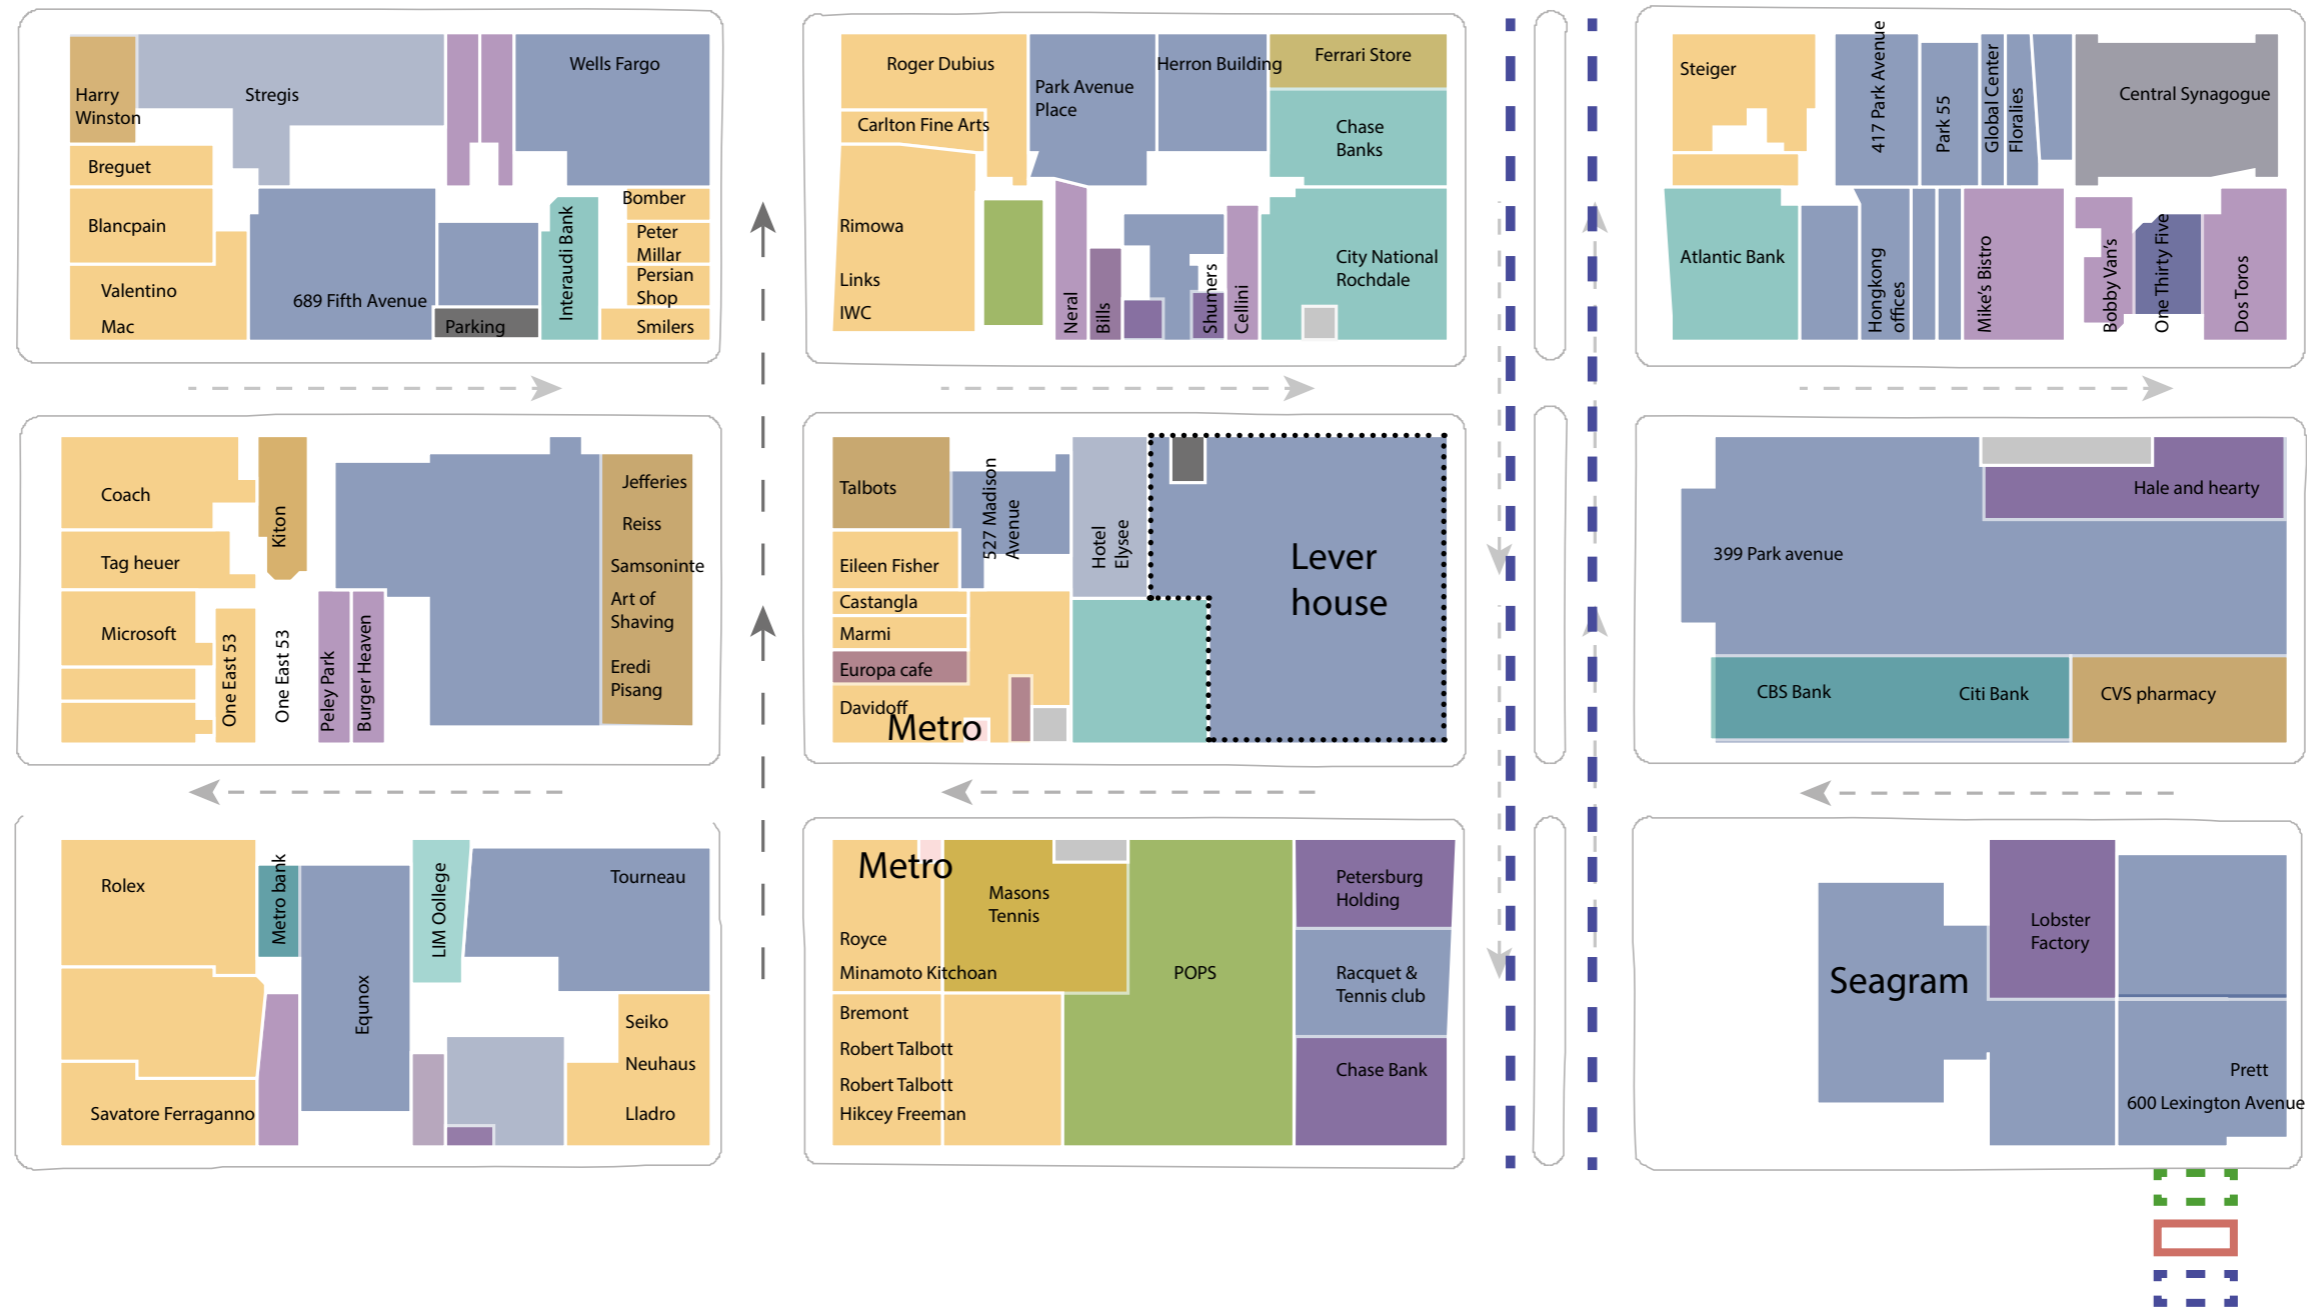 Harry
Winston
Stregis
Wells Fargo
Breguet
Blancpain
Valentino
Mac
689 Fifth Avenue
Parking
Interaudi Bank
Bomber
Peter
Millar
Persian
Shop
Smilers
Roger Dubius
Carlton Fine Arts
Park Avenue
Place
Herron Building
Ferrari Store
Chase
Banks
Rimowa
Links
IWC
Neral
Bills
Shumers
Cellini
City National
Rochdale
Steiger
417 Park Avenue
Park 55
Global Center
Floralies
Central Synagogue
Atlantic Bank
Hongkong
offices
Mike's Bistro
Bobby Van's
One Thirty Five
Dos Toros
Coach
Kiton
Tag heuer
Microsoft
One East 53
One East 53
Peley Park
Burger Heaven
Jefferies
Reiss
Samsoninte
Art of
Shaving
Eredi
Pisang
Talbots
527 Madison
Avenue
Hotel
Elysee
Eileen Fisher
Castangla
Marmi
Europa cafe
Davidoff
Metro
Lever
house
Hale and hearty
399 Park avenue
CBS Bank
Citi Bank
CVS pharmacy
Rolex
Metro bank
Equnox
LIM Oollege
Tourneau
Savatore Ferraganno
Seiko
Neuhaus
Lladro
Metro
Masons
Tennis
Royce
Minamoto Kitchoan
Bremont
Robert Talbott
Robert Talbott
Hikcey Freeman
POPS
Petersburg
Holding
Racquet &
Tennis club
Chase Bank
Seagram
Lobster
Factory
Prett
600 Lexington Avenue